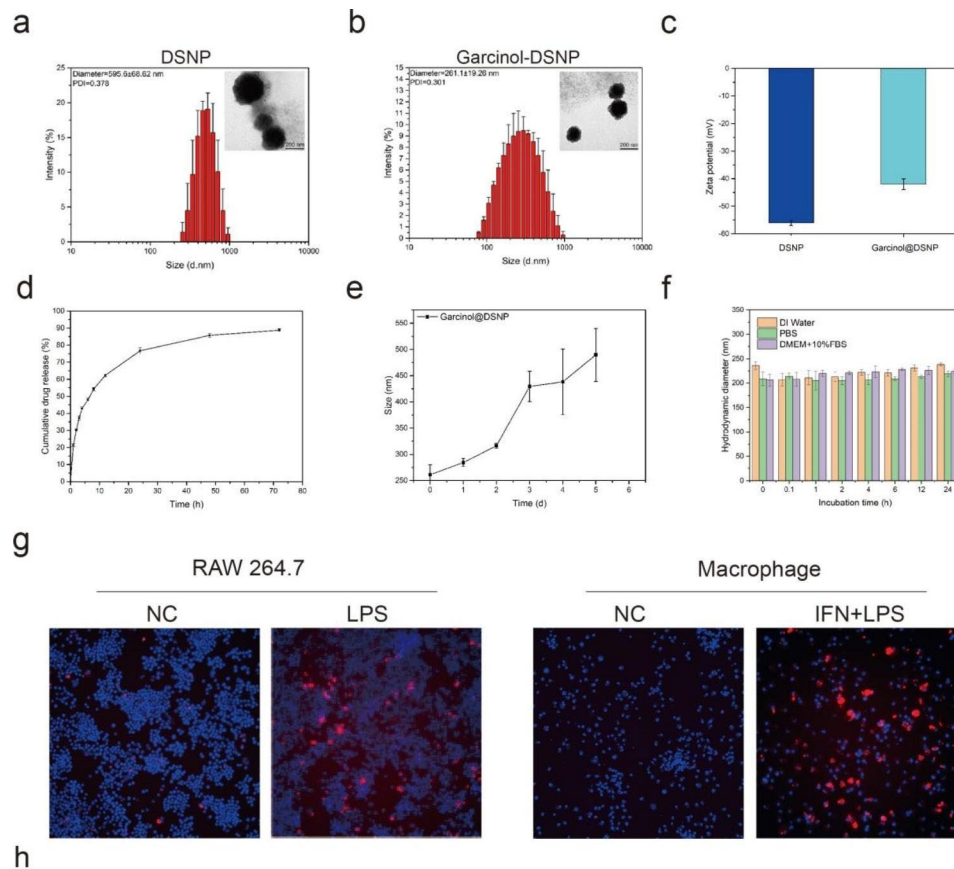 a
DSNP
Diameter=595.6±68.62 nm
PDI=0.378
25
20
15
10
5
0
Intensity (%)
10
100
1000
10000
Size (d.nm)
200 nm
b
Garcinol-DSNP
Diameter=261.1±19.26 nm
PDI=0.301
15
14
13
12
11
10
9
8
7
6
5
4
3
2
1
0
Intensity (%)
10
100
1000
10000
Size (d.nm)
200 nm
c
0
-10
-20
-30
-40
-50
-60
Zeta potential (mV)
DSNP
Garcinol@DSNP
d
100
90
80
70
60
50
40
30
20
10
0
Cumulative drug release (%)
0
10
20
30
40
50
60
70
80
Time (h)
e
Garcinol@DSNP
550
500
450
400
350
300
250
Size (nm)
0
1
2
3
4
5
6
Time (d)
f
DI Water
PBS
DMEM+10%FBS
350
300
250
200
150
100
50
0
Hydrodynamic diameter (nm)
0
0.1
1
2
4
6
12
24
Incubation time (h)
g
RAW 264.7
NC
LPS
Macrophage
NC
IFN+LPS
h